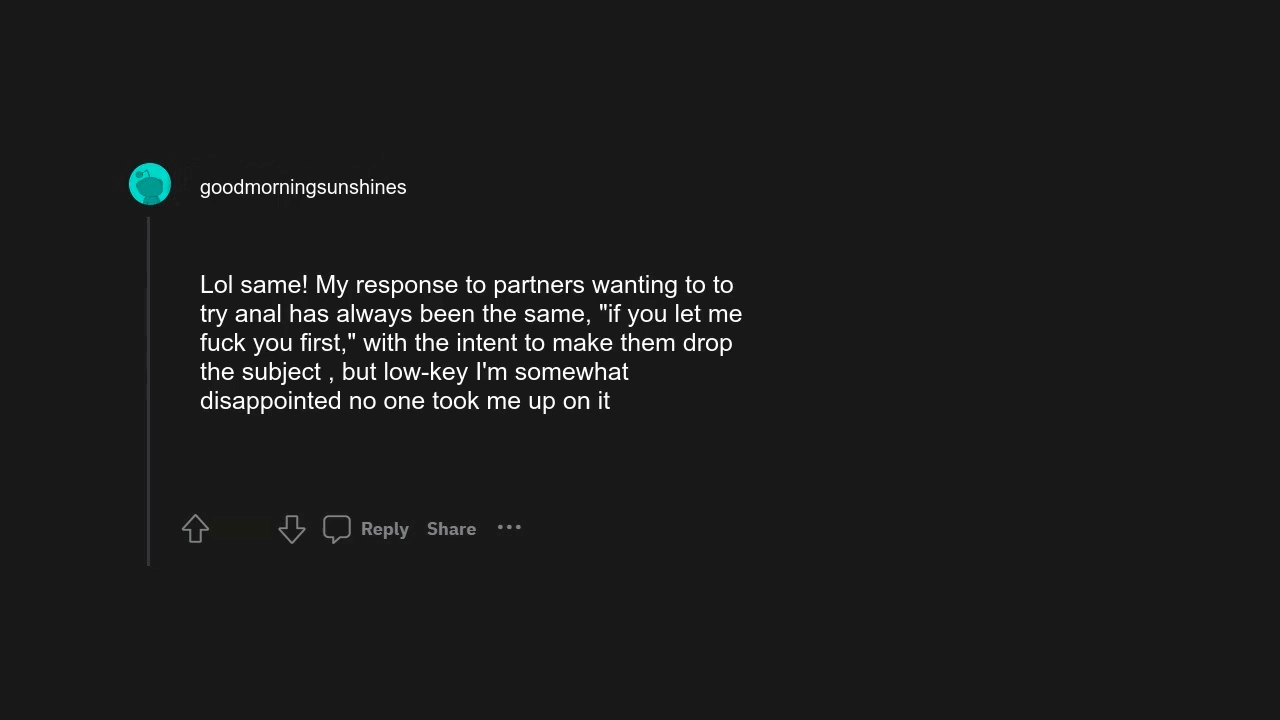 goodmorningsunshines
Lol same! My response to partners wanting to to
try anal has always been the same, "if you let me
fuck you first," with the intent to make them drop
the subject , but low-key I'm somewhat
disappointed no one took me up on it
Reply Share